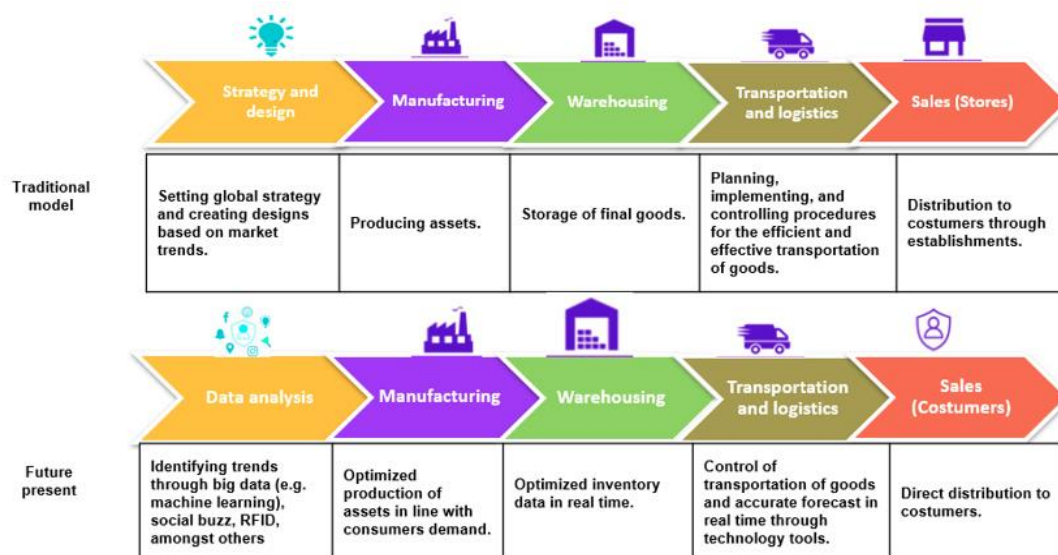 Strategy and
design
Manufacturing
Warehousing
Transportation
and logistics
Sales (Stores)
Traditional
model
Setting global strategy
and creating designs
based on market
trends.
Producing assets.
Storage of final goods.
Planning,
implementing, and
controlling procedures
for the efficient and
effective transportation
of goods.
Distribution to
costumers through
establishments.
Data analysis
Manufacturing
Warehousing
Transportation
and logistics
Sales
(Costumers)
Future
present
Identifying trends
through big data (e.g.
machine learning),
social buzz, RFID,
amongst others
Optimized
production of
assets in line with
consumers demand.
Optimized inventory
data in real time.
Control of
transportation of goods
and accurate forecast in
real time through
technology tools.
Direct distribution to
costumers.